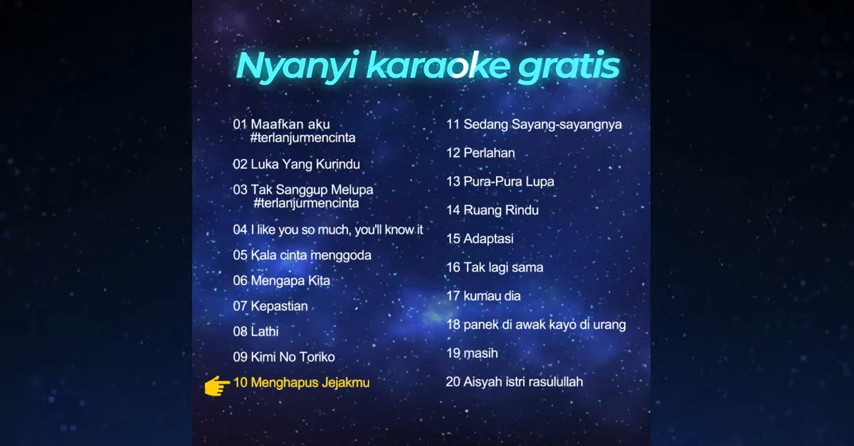 Nyanyi karaoke gratis
01 Maafkan aku
#terlanjurmencinta
02 Luka Yang Kurindu
03 Tak Sanggup Melupa
#terlanjurmencinta
04 I like you so much, you'll know it
05 Kala cinta menggoda
06 Mengapa Kita
07 Kepastian
08 Lathi
09 Kimi No Toriko
10 Menghapus Jejakmu
11 Sedang Sayang-sayangnya
12 Perlahan
13 Pura-Pura Lupa
14 Ruang Rindu
15 Adaptasi
16 Tak lagi sama
17 kumau dia
18 panek di awak kayo di urang
19 masih
20 Aisyah istri rasulullah